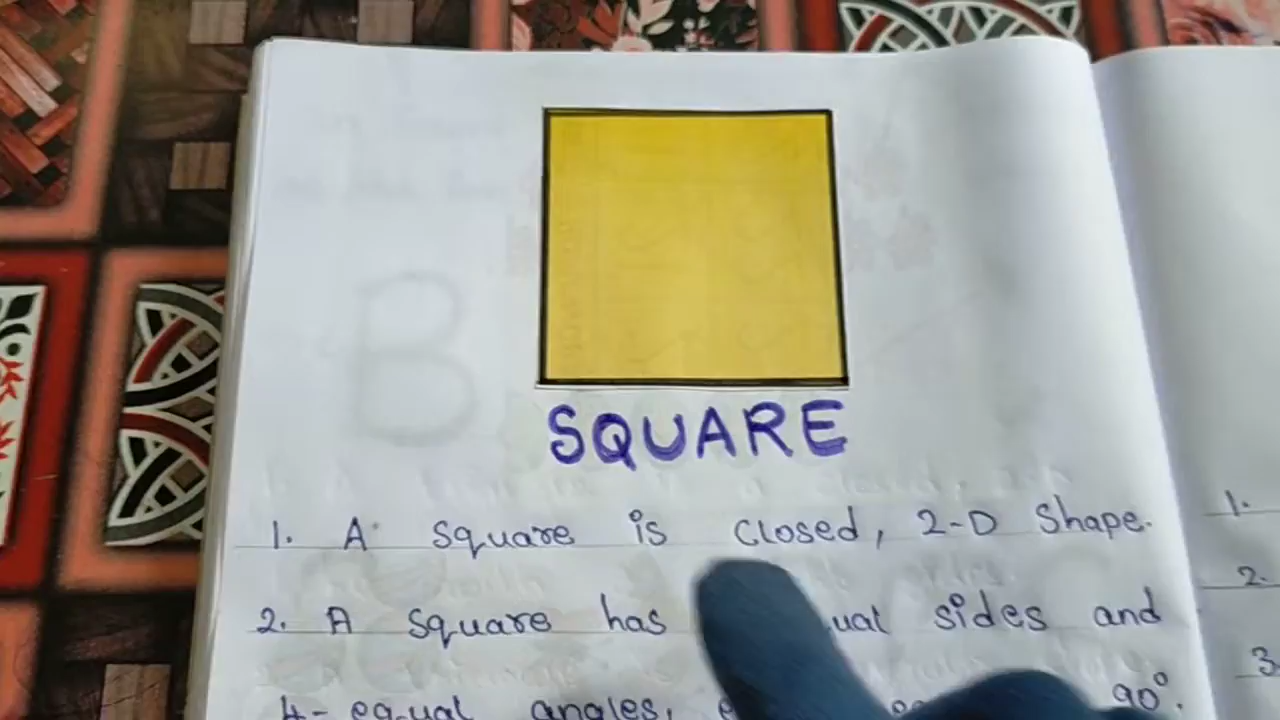 SQUARE
1. A square is closed, 2-D Shape.
2. A square has sides and
4- equal angles, 90°.
1.
2.
3.